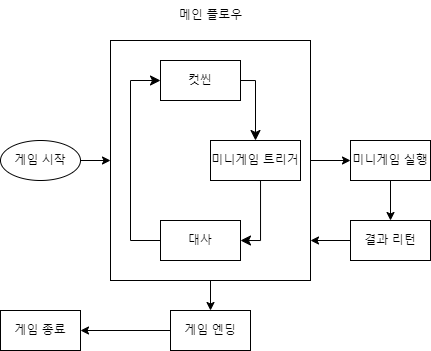 메인 플로우
컷씬
게임 시작
미니게임 트리거
미니게임 실행
대사
결과 리턴
게임 종료
게임 엔딩